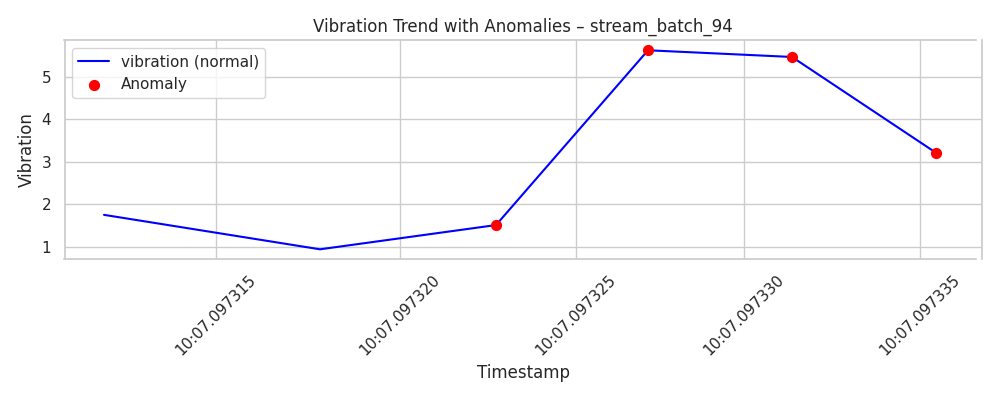 Vibration Trend with Anomalies – stream_batch_94
vibration (normal)
Anomaly
Vibration
5
4
3
2
1
10:07.097315
10:07.097320
10:07.097325
10:07.097330
10:07.097335
Timestamp